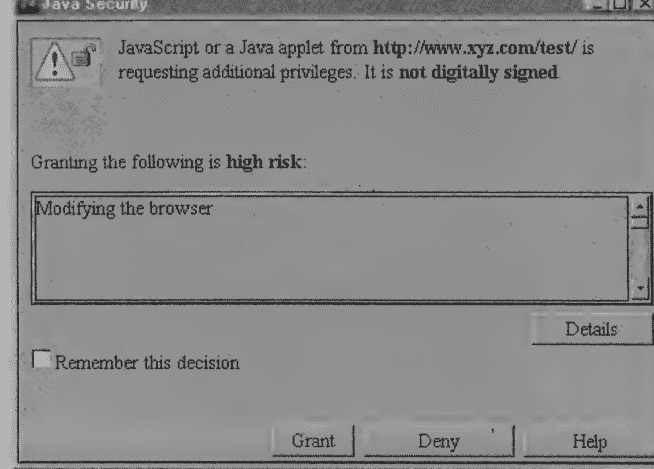 Java Security
JavaScript or a Java applet from http://www.xyz.com/test/ is
requesting additional privileges. It is not digitally signed.
Granting the following is high risk:
Modifying the browser
Details
Remember this decision
Grant
Deny
Help